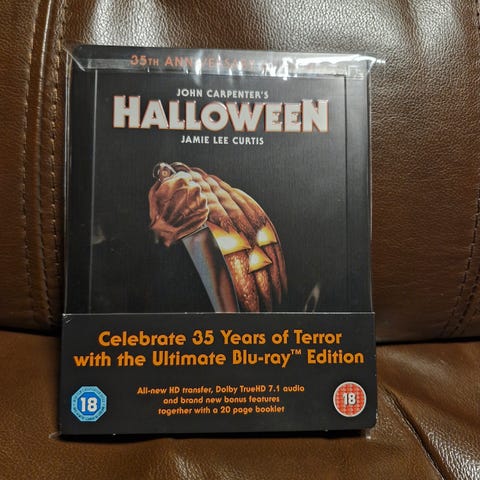 35TH ANNIVERSARY
JOHN CARPENTER'S
HALLOWEEN
JAMIE LEE CURTIS
Celebrate 35 Years of Terror
with the Ultimate Blu-ray™ Edition
All-new HD transfer, Dolby TrueHD 7.1 audio
and brand new bonus features
together with a 20 page booklet
18
18